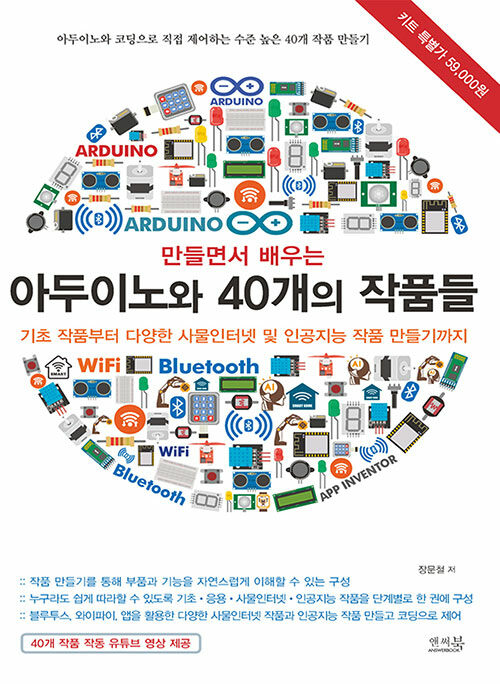 아두이노와 코딩으로 직접 제어하는 수준 높은 40개 작품 만들기
키트 특별가 59,000원
ARDUINO
ARDUINO
ARDUINO
만들면서 배우는
아두이노와 40개의 작품들
기초 작품부터 다양한 사물인터넷 및 인공지능 작품 만들기까지
WiFi Bluetooth
AI
WiFi
Bluetooth
APP INVENTOR
장문철 저
:: 작품 만들기를 통해 부품과 기능을 자연스럽게 이해할 수 있는 구성
:: 누구라도 쉽게 따라할 수 있도록 기초・응용・사물인터넷・인공지능 작품을 단계별로 한 권에 구성
:: 블루투스, 와이파이, 앱을 활용한 다양한 사물인터넷 작품과 인공지능 작품 만들고 코딩으로 제어
40개 작품 작동 유튜브 영상 제공
앤써북
ANSWERBOOK